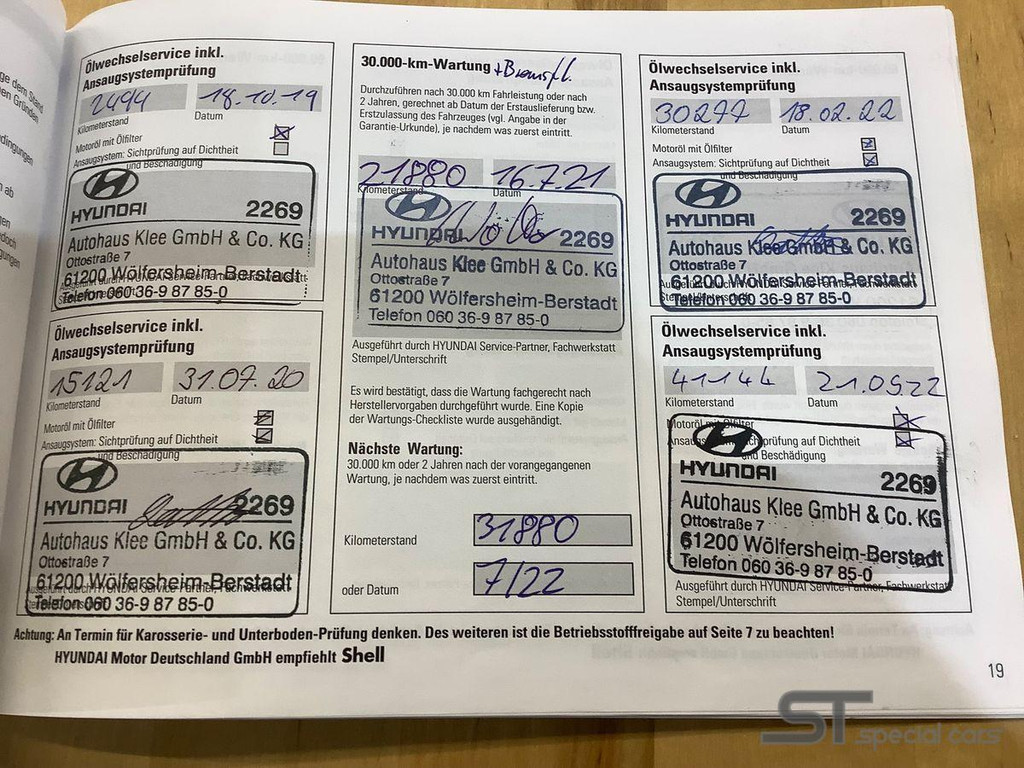 Ölwechselservice inkl.
Ansaugsystemprüfung
2494 18.10.19
Kilometerstand Datum
Motoröl mit Ölfilter
Ansaugsystem: Sichtprüfung auf Dichtheit
und Beschädigung
HYUNDAI 2269
Autohaus Klee GmbH & Co. KG
Ottostraße 7
61200 Wölfersheim-Berstadt
Telefon 060 36-9 87 85-0
Ölwechselservice inkl.
Ansaugsystemprüfung
15121 31.07.20
Kilometerstand Datum
Motoröl mit Ölfilter
Ansaugsystem: Sichtprüfung auf Dichtheit
und Beschädigung
HYUNDAI 2269
Autohaus Klee GmbH & Co. KG
Ottostraße 7
61200 Wölfersheim-Berstadt
Telefon 060 36-9 87 85-0
30.000-km-Wartung + Bremsfl.
Durchzuführen nach 30.000 km Fahrleistung oder nach
2 Jahren, gerechnet ab Datum der Erstauslieferung bzw.
Erstzulassung des Fahrzeuges (vgl. Angabe in der
Garantie-Urkunde), je nachdem was zuerst eintritt.
21880 16.7.21
Kilometerstand Datum
HYUNDAI 2269
Autohaus Klee GmbH & Co. KG
Ottostraße 7
61200 Wölfersheim-Berstadt
Telefon 060 36-9 87 85-0
Ausgeführt durch HYUNDAI Service-Partner, Fachwerkstatt
Stempel/Unterschrift
Es wird bestätigt, dass die Wartung fachgerecht nach
Herstellervorgaben durchgeführt wurde. Eine Kopie
der Wartungs-Checkliste wurde ausgehändigt.
Nächste Wartung:
30.000 km oder 2 Jahren nach der vorangegangenen
Wartung, je nachdem was zuerst eintritt.
Kilometerstand 31880
oder Datum 7/22
Ölwechselservice inkl.
Ansaugsystemprüfung
30277 18.02.22
Kilometerstand Datum
Motoröl mit Ölfilter
Ansaugsystem: Sichtprüfung auf Dichtheit
und Beschädigung
HYUNDAI 2269
Autohaus Klee GmbH & Co. KG
Ottostraße 7
61200 Wölfersheim-Berstadt
Telefon 060 36-9 87 85-0
Ölwechselservice inkl.
Ansaugsystemprüfung
41144 21.09.22
Kilometerstand Datum
Motoröl mit Ölfilter
Ansaugsystem: Sichtprüfung auf Dichtheit
und Beschädigung
HYUNDAI 2269
Autohaus Klee GmbH & Co. KG
Ottostraße 7
61200 Wölfersheim-Berstadt
Telefon 060 36-9 87 85-0
Ausgeführt durch HYUNDAI Service-Partner, Fachwerkstatt
Stempel/Unterschrift
Achtung: An Termin für Karosserie- und Unterboden-Prüfung denken. Des weiteren ist die Betriebsstofffreigabe auf Seite 7 zu beachten!
HYUNDAI Motor Deutschland GmbH empfiehlt Shell
19
ST special cars